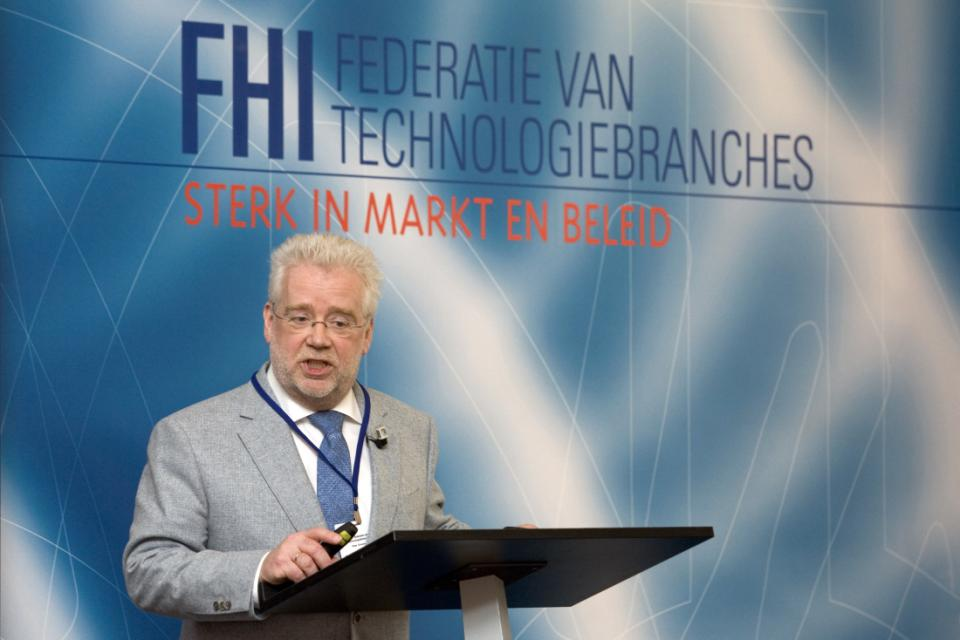 FHI FEDERATIE VAN
TECHNOLOGIEBRANCHES
STERK IN MARKT EN BELEID